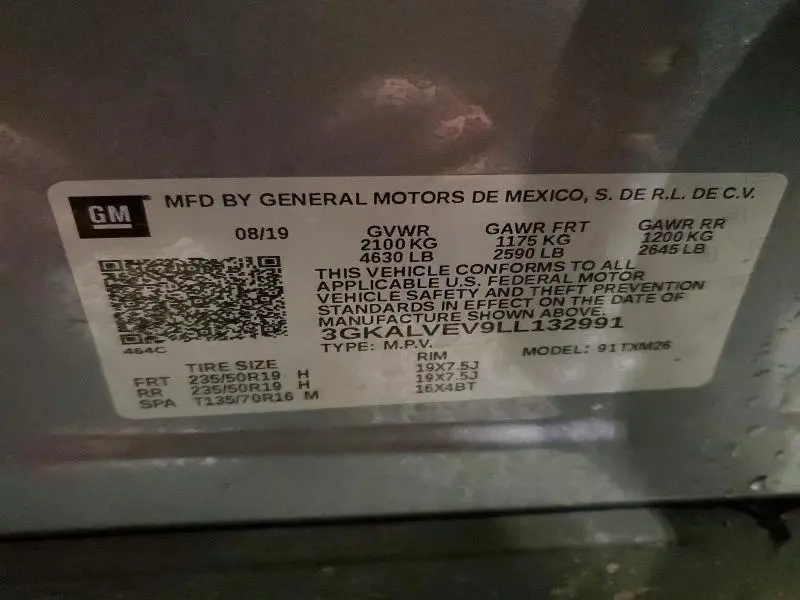 GM® MFD BY GENERAL MOTORS DE MEXICO, S. DE R.L. DE C.V.
08/19 GVWR GAWR FRT GAWR RR
2100 KG 1175 KG 1200 KG
4630 LB 2590 LB 2645 LB
THIS VEHICLE CONFORMS TO ALL
APPLICABLE U.S. FEDERAL MOTOR
VEHICLE SAFETY AND THEFT PREVENTION
STANDARDS IN EFFECT ON THE DATE OF
MANUFACTURE SHOWN ABOVE.
3GKALVEV9LL132991
464C TYPE: M.P.V. MODEL: 91TXM26
TIRE SIZE RIM
FRT 235/50R19 H 19X7.5J
RR 235/50R19 H 19X7.5J
SPA T135/70R16 M 16X4BT